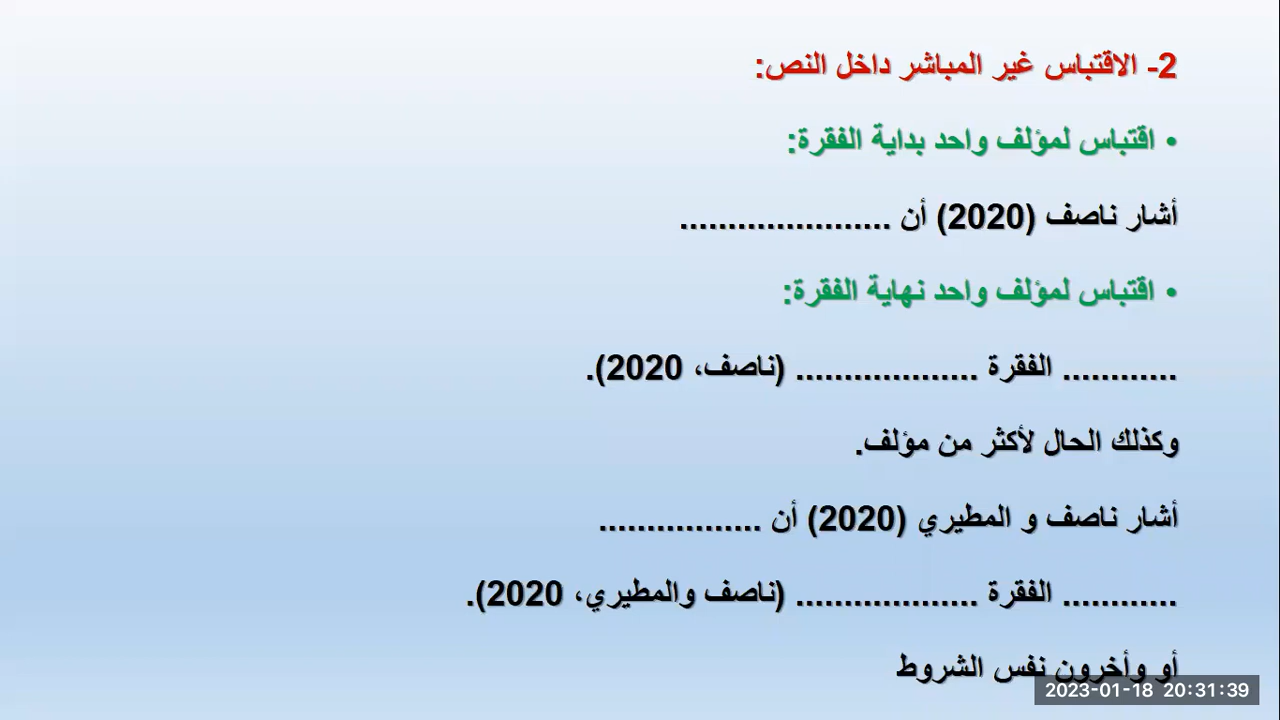 2- الاقتباس غير المباشر داخل النص:
• اقتباس لمؤلف واحد بداية الفقرة:
أشار ناصف (2020) أن ......................
• اقتباس لمؤلف واحد نهاية الفقرة:
............ الفقرة ................... (ناصف، 2020).
وكذلك الحال لأكثر من مؤلف.
أشار ناصف و المطيري (2020) أن .................
............ الفقرة ................... (ناصف والمطيري، 2020).
أو وأخرون نفس الشروط
2023-01-18 20:31:39